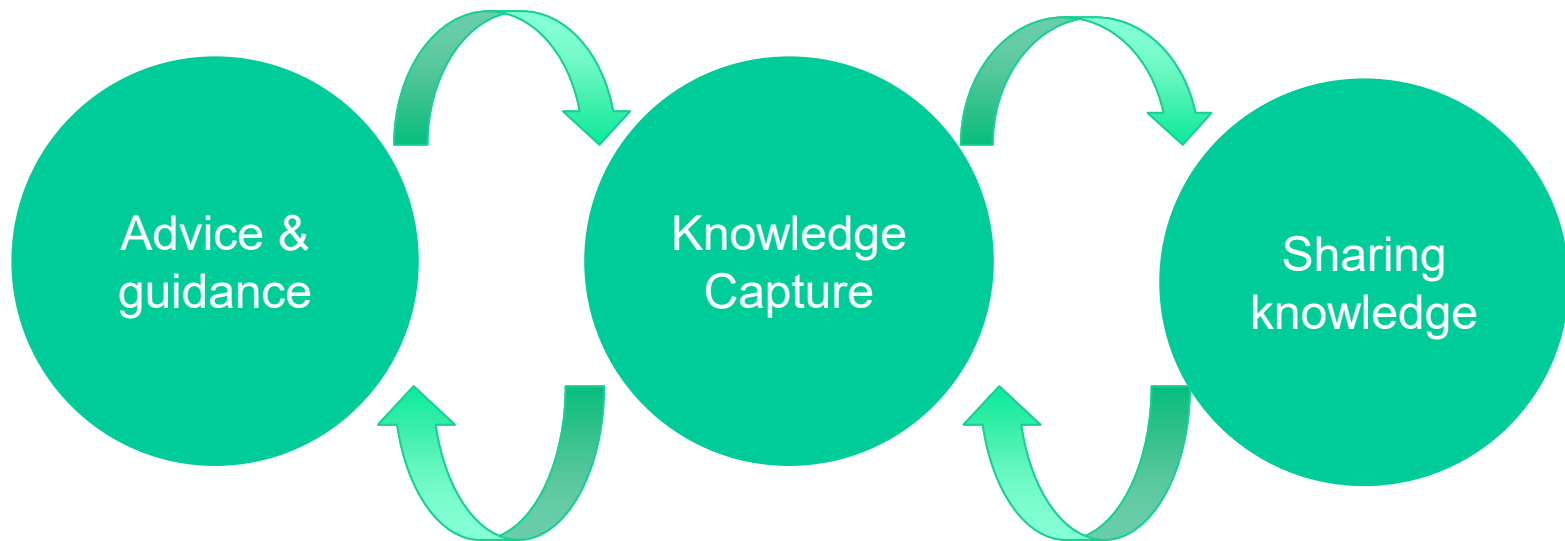 Advice &
guidance
Knowledge
Capture
Sharing
knowledge